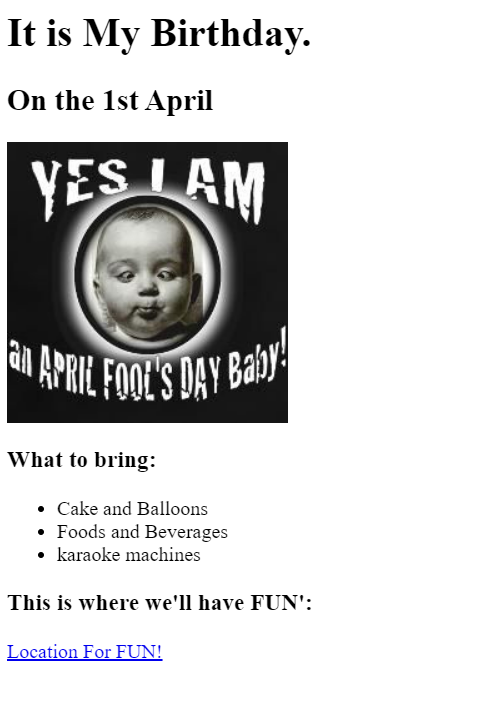 It is My Birthday.
On the 1st April
YES I AM
an APRIL FOOL'S DAY Baby!
What to bring:
Cake and Balloons
Foods and Beverages
karaoke machines
This is where we'll have FUN':
Location For FUN!